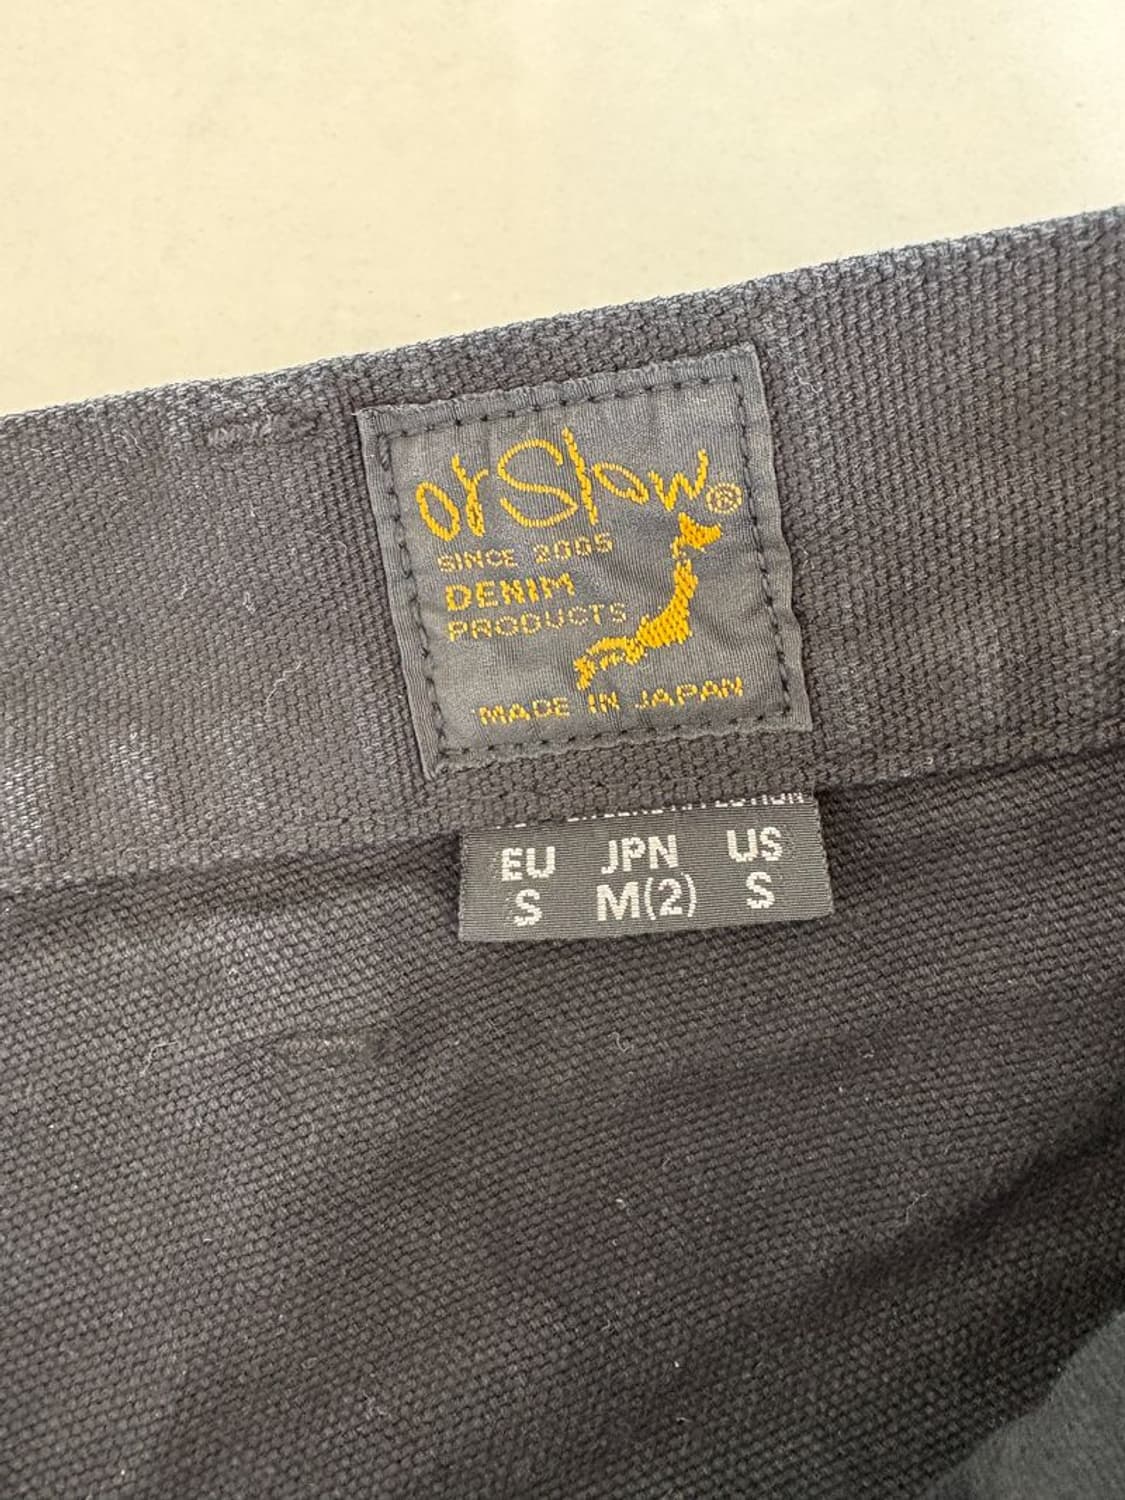 orSlow®
SINCE 2005
DENIM
PRODUCTS
MADE IN JAPAN
EU JPN US
S M(2) S